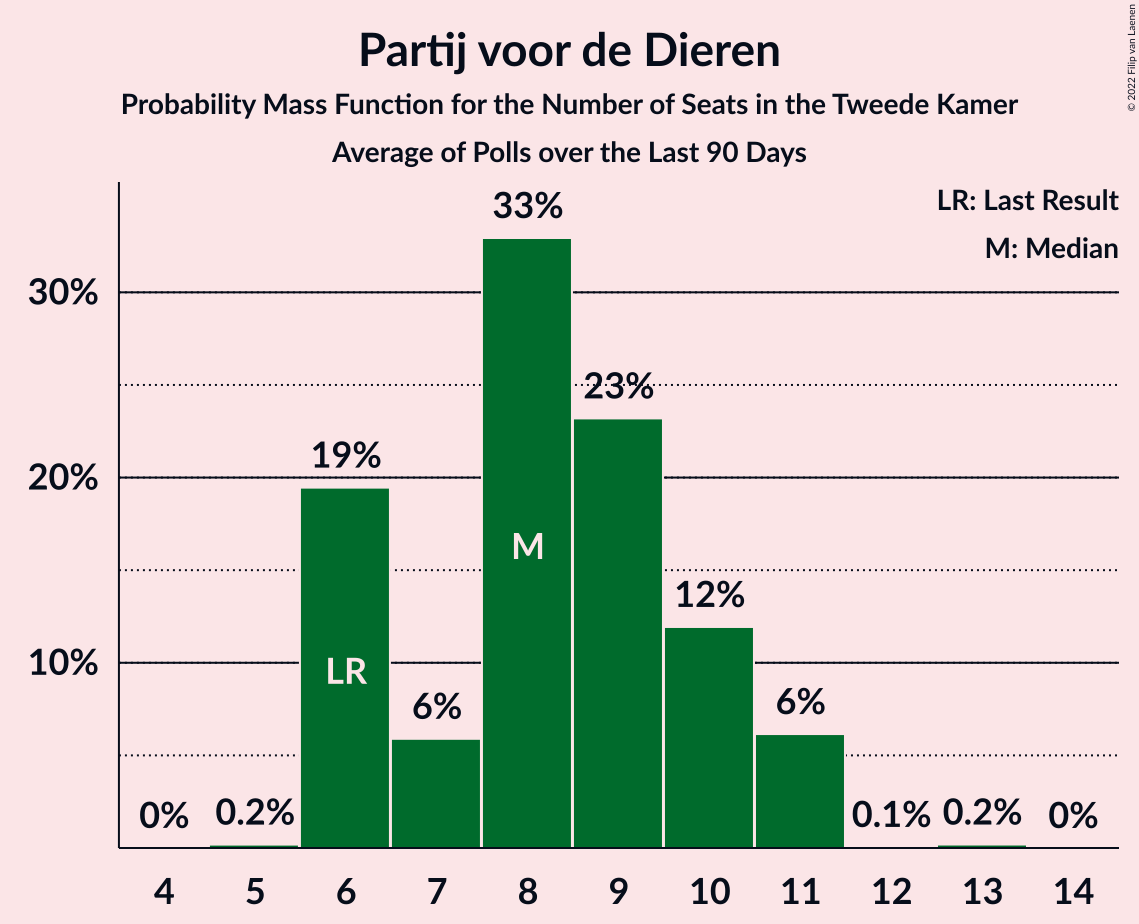 Partij voor de Dieren
Probability Mass Function for the Number of Seats in the Tweede Kamer
Average of Polls over the Last 90 Days
© 2022 Filip van Laenen
LR: Last Result
M: Median
30%
20%
10%
0%
0.2%
19%
6%
33%
23%
12%
6%
0.1%
0.2%
0%
LR
M
4 5 6 7 8 9 10 11 12 13 14